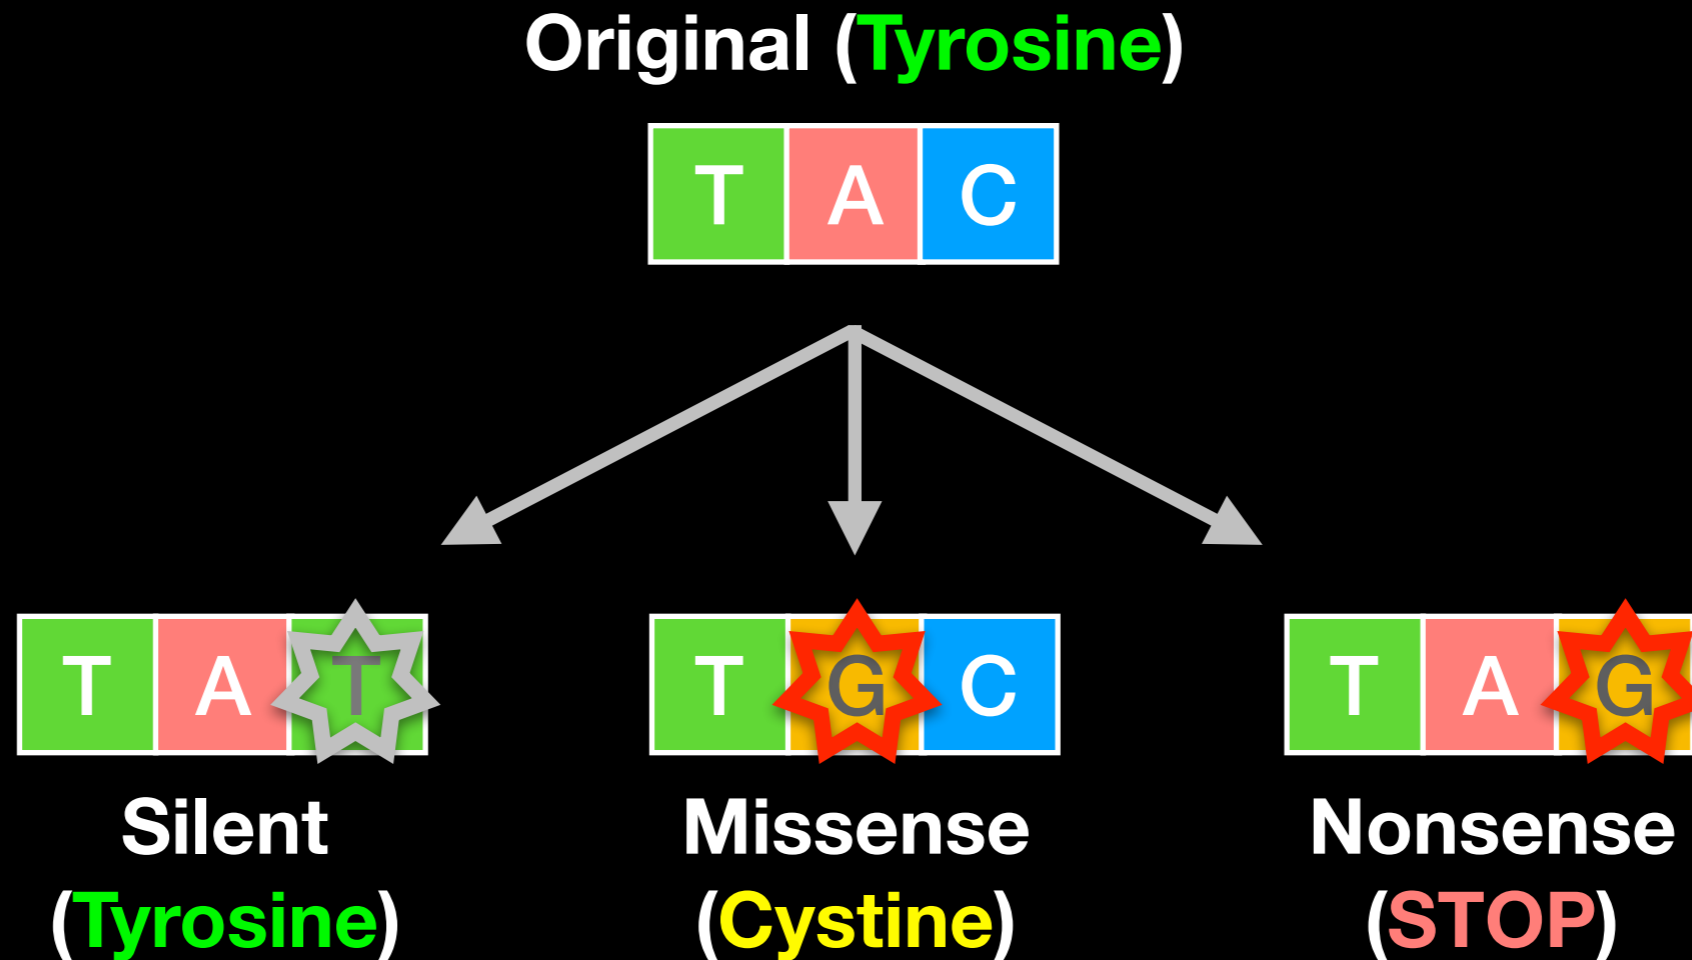 Original (Tyrosine)
T A C
T A T
T G C
T A G
Silent
(Tyrosine)
Missense
(Cystine)
Nonsense
(STOP)